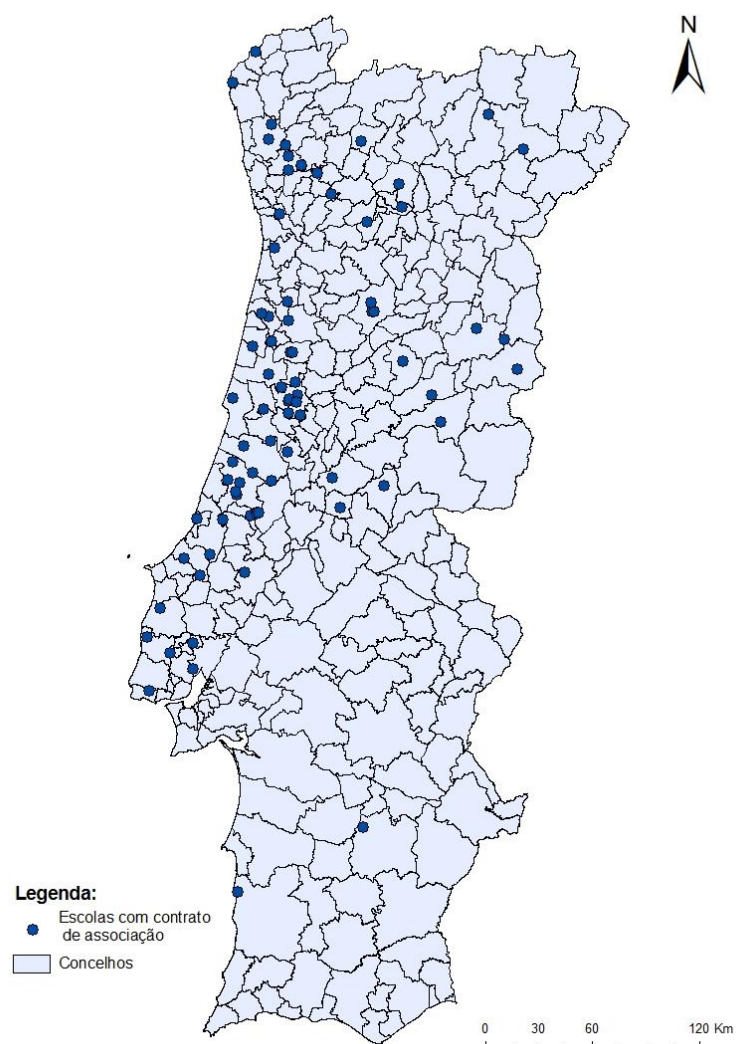 N
Legenda:
Escolas com contrato
de associação
Concelhos
0 30 60 120 Km